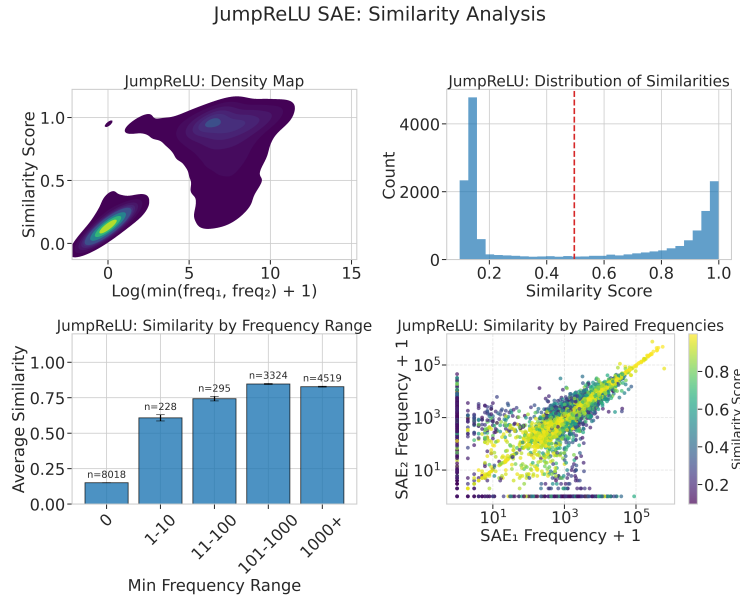 JumpReLU SAE: Similarity Analysis
JumpReLU: Density Map
Similarity Score
1.0
0.5
0.0
0
5
10
15
Log(min(freq₁, freq₂) + 1)
JumpReLU: Distribution of Similarities
Count
4000
2000
0
0.2
0.4
0.6
0.8
1.0
Similarity Score
JumpReLU: Similarity by Frequency Range
Average Similarity
1.00
0.75
0.50
0.25
0.00
n=8018
n=228
n=295
n=3324
n=4519
0
1-10
11-100
101-1000
1000+
Min Frequency Range
JumpReLU: Similarity by Paired Frequencies
SAE₂ Frequency + 1
10⁵
10³
10¹
10¹
10³
10⁵
SAE₁ Frequency + 1
0.8
0.6
0.4
0.2
Similarity Score